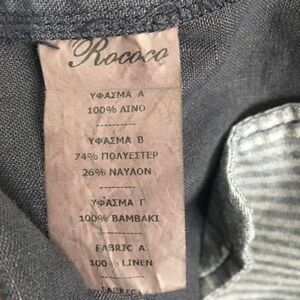 Rococo
ΥΦΑΣΜΑ Α
100% ΛΙΝΟ
ΥΦΑΣΜΑ Β
74% ΠΟΛΥΕΣΤΕΡ
26% ΝΑΥΛΟΝ
ΥΦΑΣΜΑ Γ
100% ΒΑΜΒΑΚΙ
FABRIC A
100% LINEN